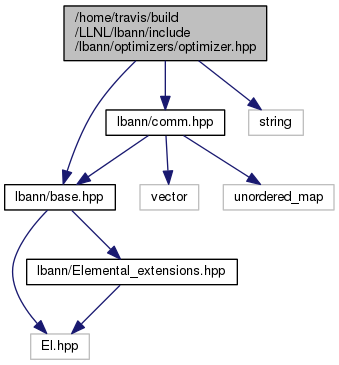 /home/travis/build
/LLNL/lbann/include
/lbann/optimizers/optimizer.hpp
lbann/comm.hpp
string
lbann/base.hpp
vector
unordered_map
lbann/Elemental_extensions.hpp
El.hpp